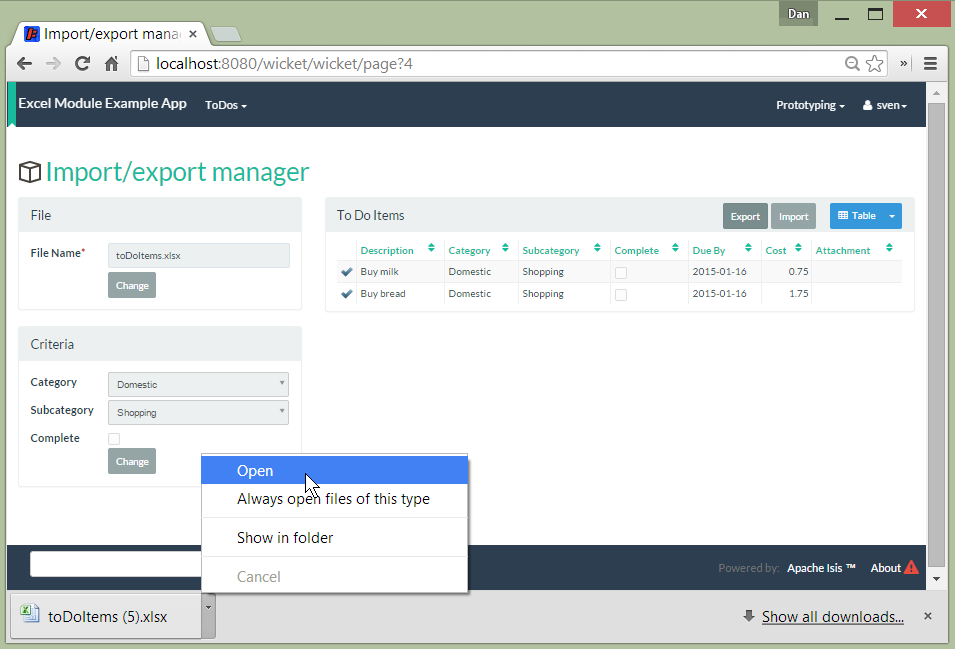 Dan
Import/export mana
localhost:8080/wicket/wicket/page?4
Excel Module Example App ToDos Prototyping sven
Import/export manager
File
File Name*
toDoItems.xlsx
Change
To Do Items Export Import Table
Description Category Subcategory Complete Due By Cost Attachment
Buy milk Domestic Shopping 2015-01-16 0.75
Buy bread Domestic Shopping 2015-01-16 1.75
Criteria
Category Domestic
Subcategory Shopping
Complete
Change
Open
Always open files of this type
Show in folder
Cancel
Powered by: Apache Isis ™ About
toDoItems (5).xlsx
Show all downloads...